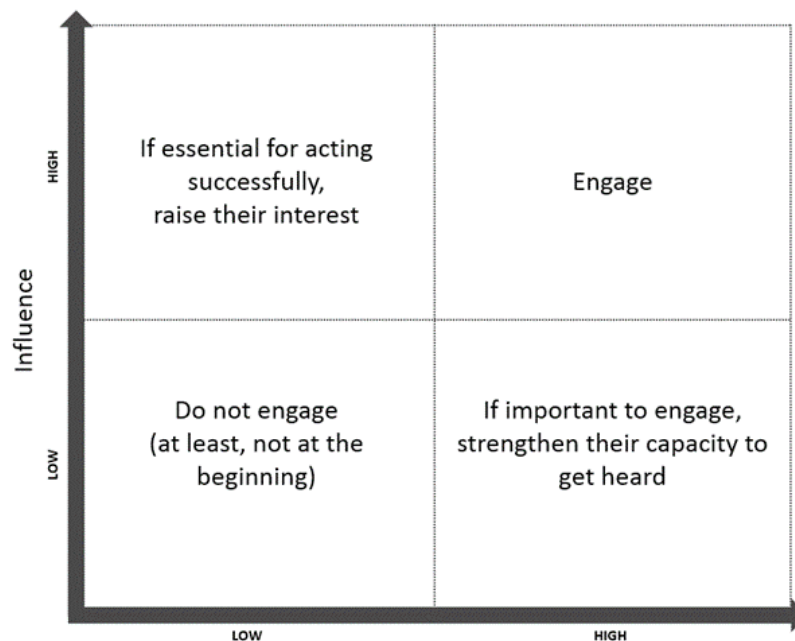 If essential for acting
successfully,
raise their interest
Engage
HIGH
Influence
Do not engage
(at least, not at the
beginning)
If important to engage,
strengthen their capacity to
get heard
LOW
LOW
HIGH